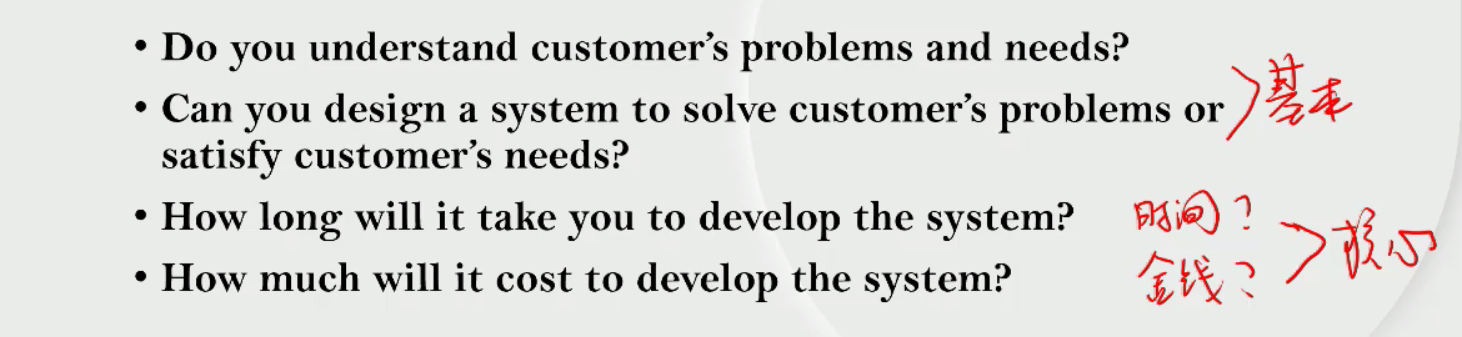 • Do you understand customer's problems and needs?
• Can you design a system to solve customer's problems or
satisfy customer's needs?
基本
• How long will it take you to develop the system?
时间?
• How much will it cost to develop the system?
金钱?
核心